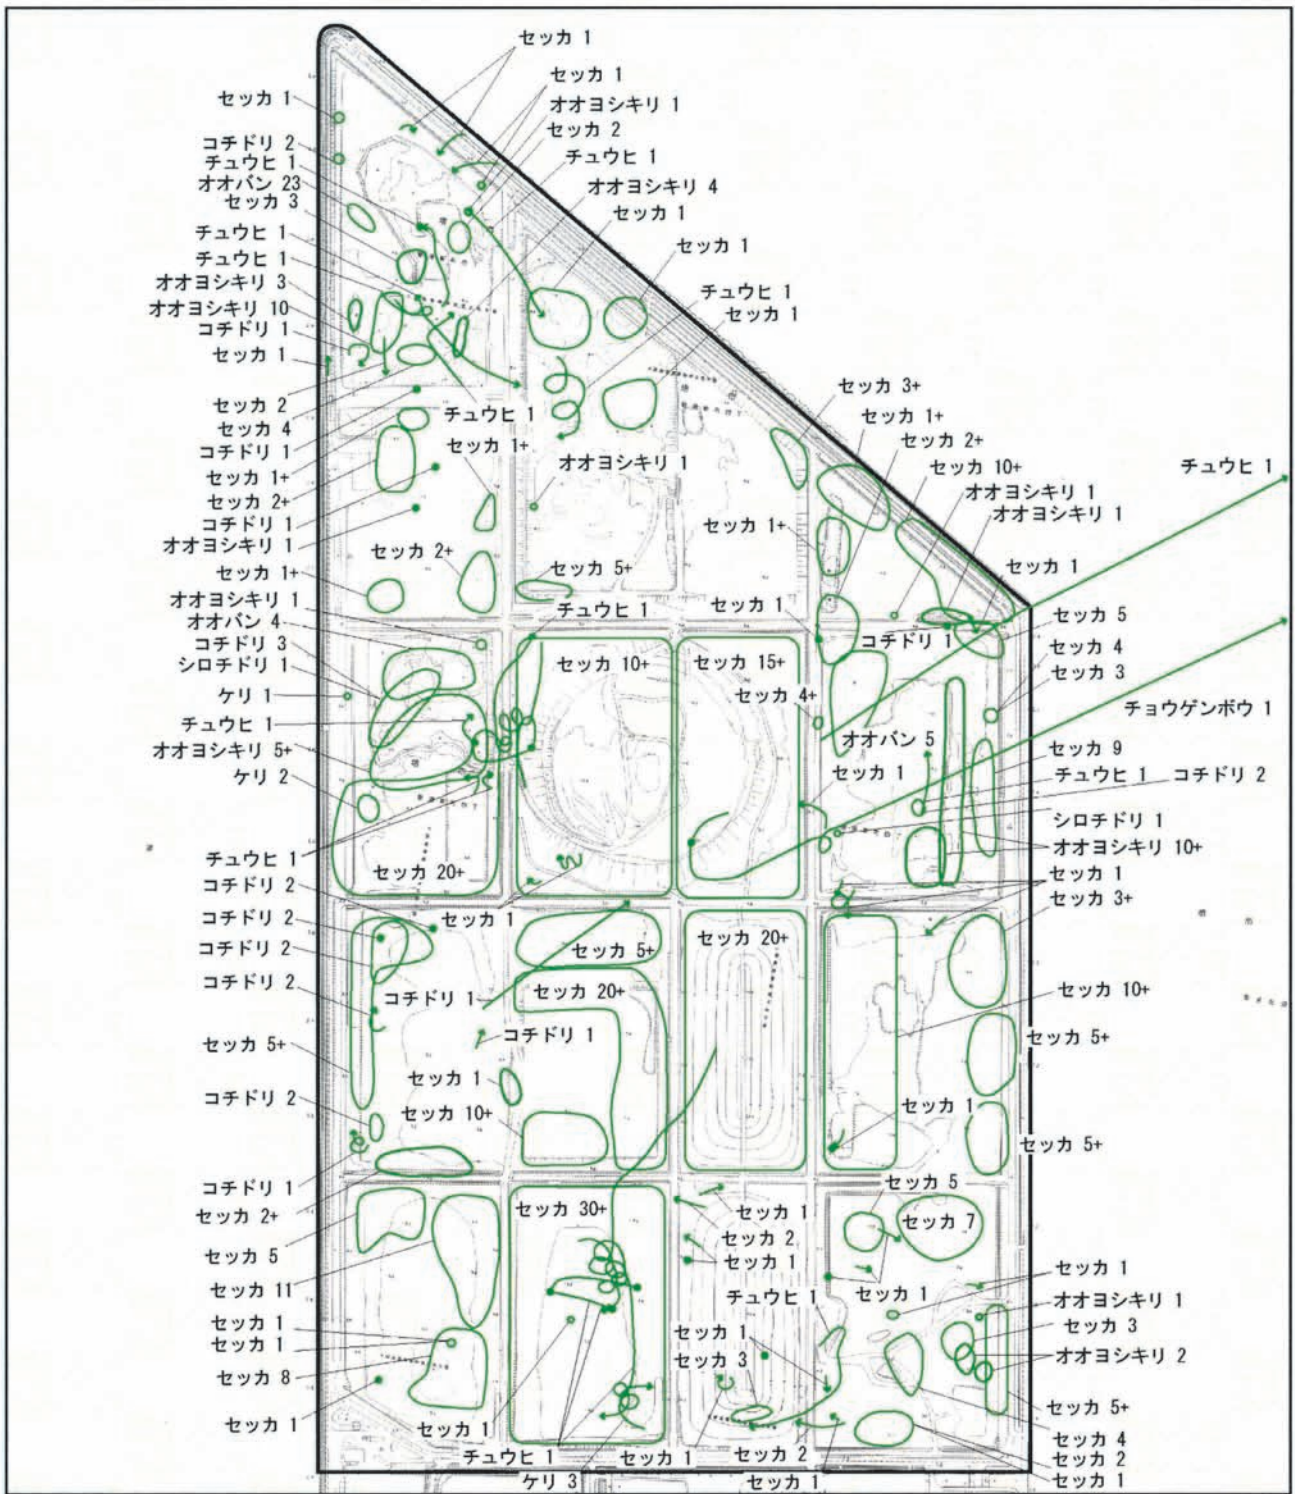 セッカ 1
セッカ 1
オオヨシキリ 1
セッカ 2
チュウヒ 1
オオヨシキリ 4
セッカ 1
セッカ 1
チュウヒ 1
セッカ 1
セッカ 1
コチドリ 2
チュウヒ 1
オオバン 23
セッカ 3
チュウヒ 1
チュウヒ 1
オオヨシキリ 3
オオヨシキリ 10
コチドリ 1
セッカ 1
セッカ 2
セッカ 4
コチドリ 1
セッカ 1+
セッカ 2+
コチドリ 1
オオヨシキリ 1
セッカ 1+
オオヨシキリ 1
オオバン 4
コチドリ 3
シロチドリ 1
ケリ 1
チュウヒ 1
オオヨシキリ 5+
ケリ 2
チュウヒ 1
コチドリ 2
コチドリ 2
コチドリ 2
コチドリ 2
セッカ 5+
コチドリ 2
コチドリ 1
セッカ 2+
セッカ 5
セッカ 11
セッカ 1
セッカ 1
セッカ 8
セッカ 1
チュウヒ 1
セッカ 1+
オオヨシキリ 1
セッカ 2+
セッカ 5+
チュウヒ 1
セッカ 10+
セッカ 15+
セッカ 20+
セッカ 1
セッカ 5+
セッカ 20+
セッカ 20+
コチドリ 1
コチドリ 1
セッカ 1
セッカ 10+
セッカ 30+
セッカ 1
セッカ 2
セッカ 1
チュウヒ 1
セッカ 1
セッカ 3
セッカ 1
チュウヒ 1
セッカ 1
セッカ 2
ケリ 3
セッカ 1
セッカ 3+
セッカ 1+
セッカ 2+
セッカ 10+
オオヨシキリ 1
オオヨシキリ 1
チュウヒ 1
セッカ 1+
セッカ 1
セッカ 1
コチドリ 1
セッカ 5
セッカ 4
セッカ 3
セッカ 4+
チョウゲンボウ 1
オオバン 5
セッカ 9
セッカ 1
チュウヒ 1
コチドリ 2
シロチドリ 1
オオヨシキリ 10+
セッカ 1
セッカ 3+
セッカ 10+
セッカ 5+
セッカ 1
セッカ 5+
セッカ 5
セッカ 7
セッカ 1
セッカ 1
オオヨシキリ 1
セッカ 3
オオヨシキリ 2
セッカ 5+
セッカ 4
セッカ 2
セッカ 1